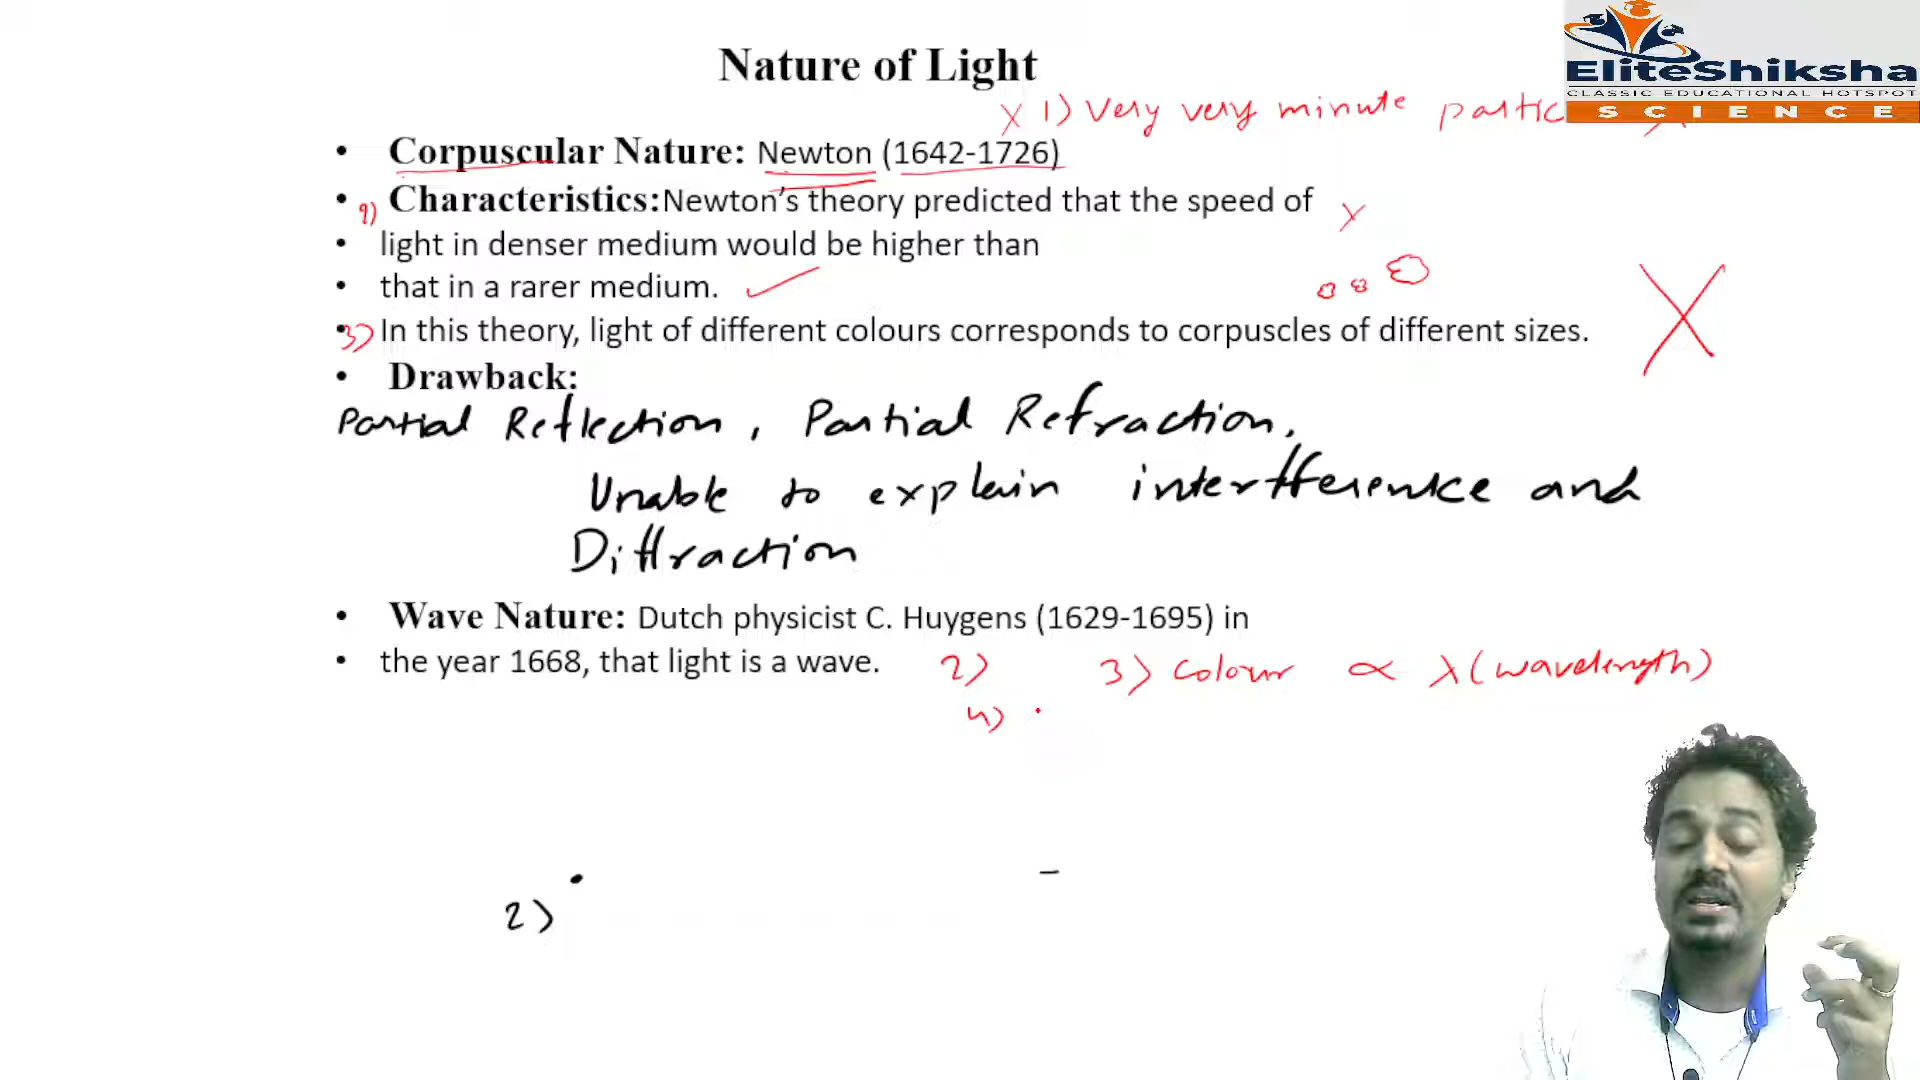 Nature of Light
EliteShiksha
CLASSIC EDUCATIONAL HOTSPOT
SCIENCE
x 1) Very very minute partic
• Corpuscular Nature: Newton (1642-1726)
• Characteristics:Newton’s theory predicted that the speed of x
• light in denser medium would be higher than
• that in a rarer medium. ✓
3) In this theory, light of different colours corresponds to corpuscles of different sizes. X
• Drawback:
Partial Reflection, Partial Refraction,
Unable to explain intertfference and
Diffraction
• Wave Nature: Dutch physicist C. Huygens (1629-1695) in
• the year 1668, that light is a wave. 2) 3) colour ∝ λ (wavelength)
4)
2)